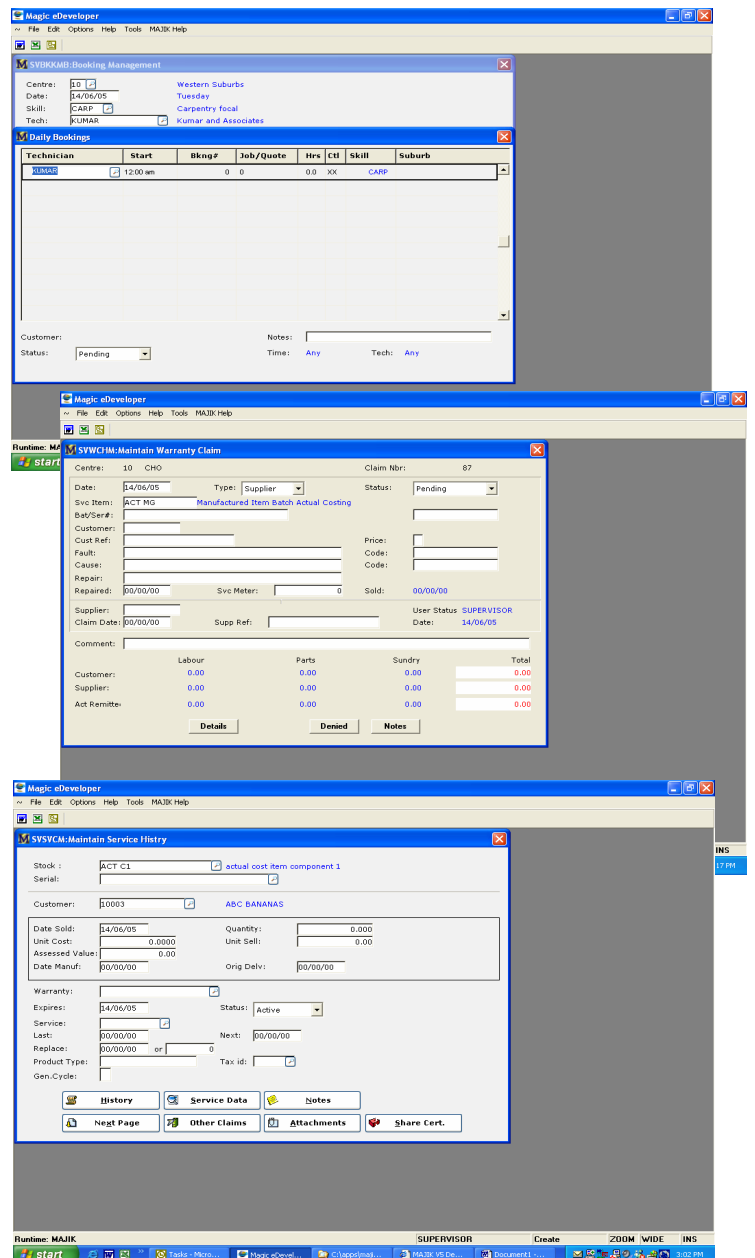 Magic eDeveloper
File Edit Options Help Tools MAJIK Help
SVBKKMB:Booking Management
Centre: 10 Western Suburbs
Date: 14/06/05 Tuesday
Skill: CARP Carpentry focal
Tech: KUMAR Kumar and Associates
Daily Bookings
Technician Start Bkng# Job/Quote Hrs Ctl Skill Suburb
KUMAR 12:00 am 0 0 0.0 XX CARP
Customer: Notes:
Status: Pending Time: Any Tech: Any
Runtime: MA
start
Magic eDeveloper
File Edit Options Help Tools MAJIK Help
SVWCHM:Maintain Warranty Claim
Centre: 10 CHO Claim Nbr: 87
Date: 14/06/05 Type: Supplier Status: Pending
Svc Item: ACT MG Manufactured Item Batch Actual Costing
Bat/Ser#:
Customer:
Cust Ref: Price:
Fault: Code:
Cause: Code:
Repair:
Repaired: 00/00/00 Svc Meter: 0 Sold: 00/00/00
Supplier: User Status SUPERVISOR
Claim Date: 00/00/00 Supp Ref: Date: 14/06/05
Comment:
Labour Parts Sundry Total
Customer: 0.00 0.00 0.00 0.00
Supplier: 0.00 0.00 0.00 0.00
Act Remitte 0.00 0.00 0.00 0.00
Details Denied Notes
INS
17 PM
Magic eDeveloper
File Edit Options Help Tools MAJIK Help
SVSVCM:Maintain Service Histry
Stock : ACT C1 actual cost item component 1
Serial:
Customer: 10003 ABC BANANAS
Date Sold: 14/06/05 Quantity: 0.000
Unit Cost: 0.0000 Unit Sell: 0.00
Assessed Value: 0.00
Date Manuf: 00/00/00 Orig Delv: 00/00/00
Warranty:
Expires: 14/06/05 Status: Active
Service:
Last: 00/00/00 Next: 00/00/00
Replace: 00/00/00 or 0
Product Type: Tax id:
Gen.Cycle:
History Service Data Notes
Next Page Other Claims Attachments Share Cert.
Runtime: MAJIK SUPERVISOR Create ZOOM WIDE INS
start Tasks - Micro... Magic eDevel... C:\apps\maji... MAJIK V5 De... Document1 -... 3:02 PM